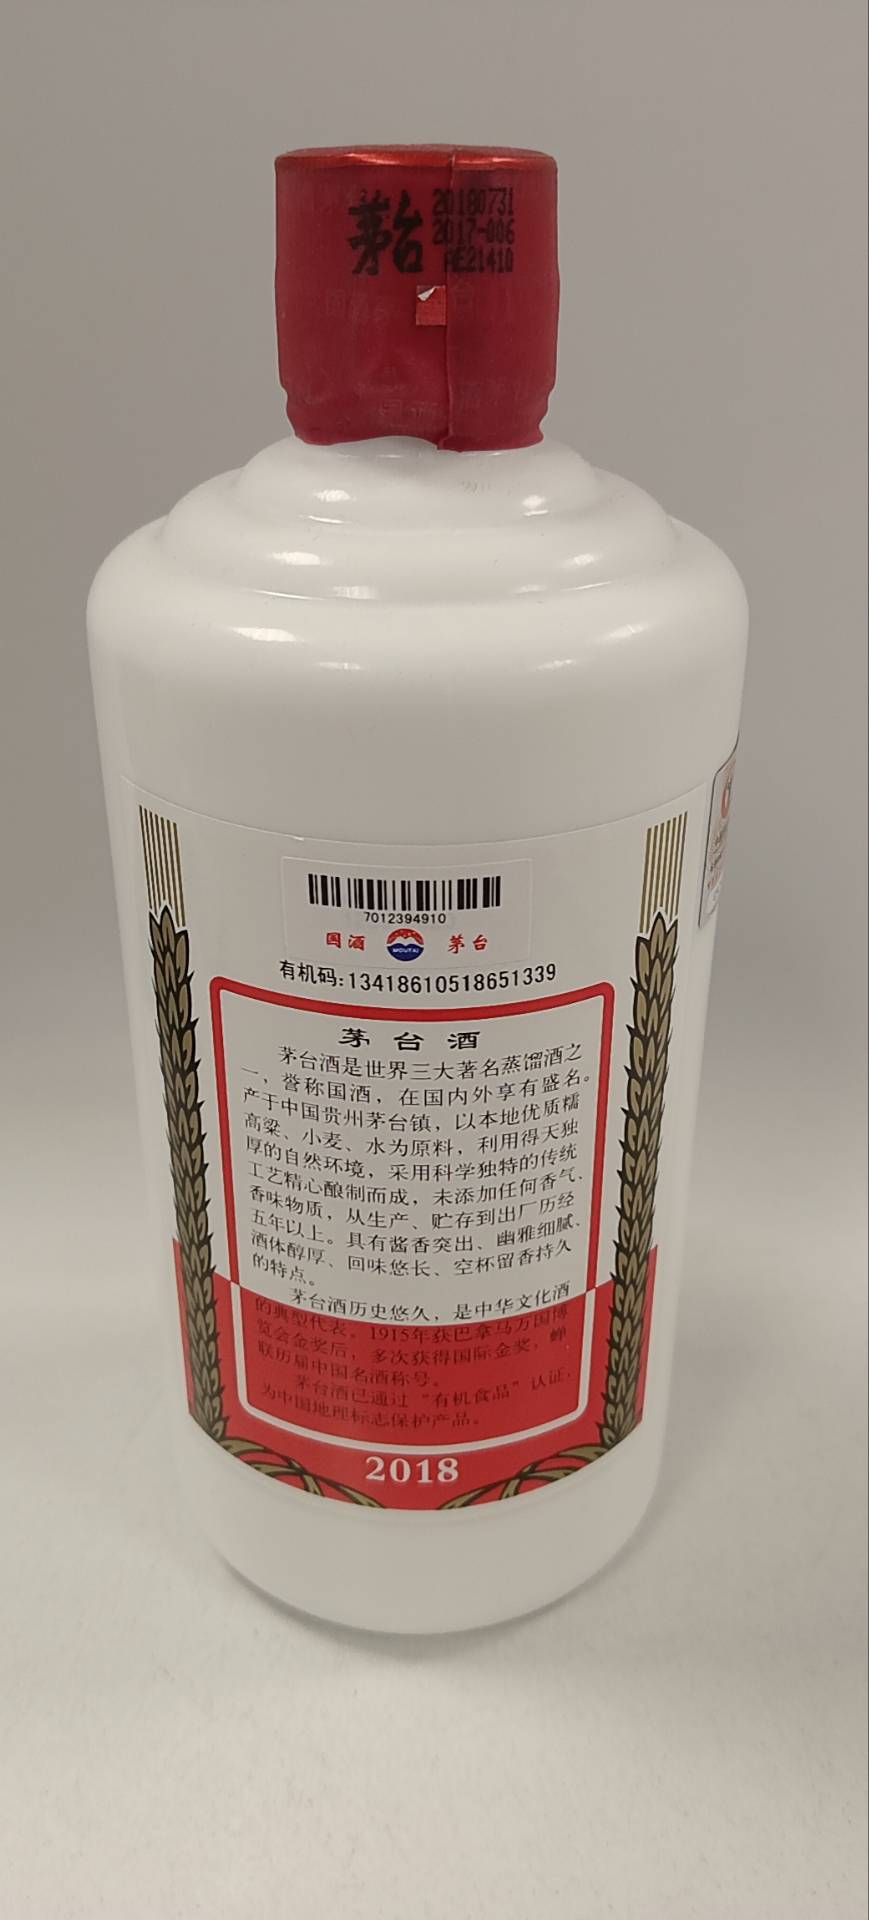 茅台
20180731
2017-006
AE21410
7012394910
国酒 MOUTAI 茅台
有机码:13418610518651339
茅台酒
茅台酒是世界三大著名蒸馏酒之
一，誉称国酒，在国内外享有盛名。
产于中国贵州茅台镇，以本地优质糯
高粱、小麦、水为原料，利用得天独
厚的自然环境，采用科学独特的传统
工艺精心酿制而成，未添加任何香气、
香味物质，从生产、贮存到出厂历经
五年以上。具有酱香突出、幽雅细腻、
酒体醇厚、回味悠长、空杯留香持久
的特点。
茅台酒历史悠久，是中华文化酒
的典型代表。1915年获巴拿马万国博
览会金奖后，多次获得国际金奖，蝉
联历届中国名酒称号。
茅台酒已通过“有机食品”认证，
为中国地理标志保护产品。
2018